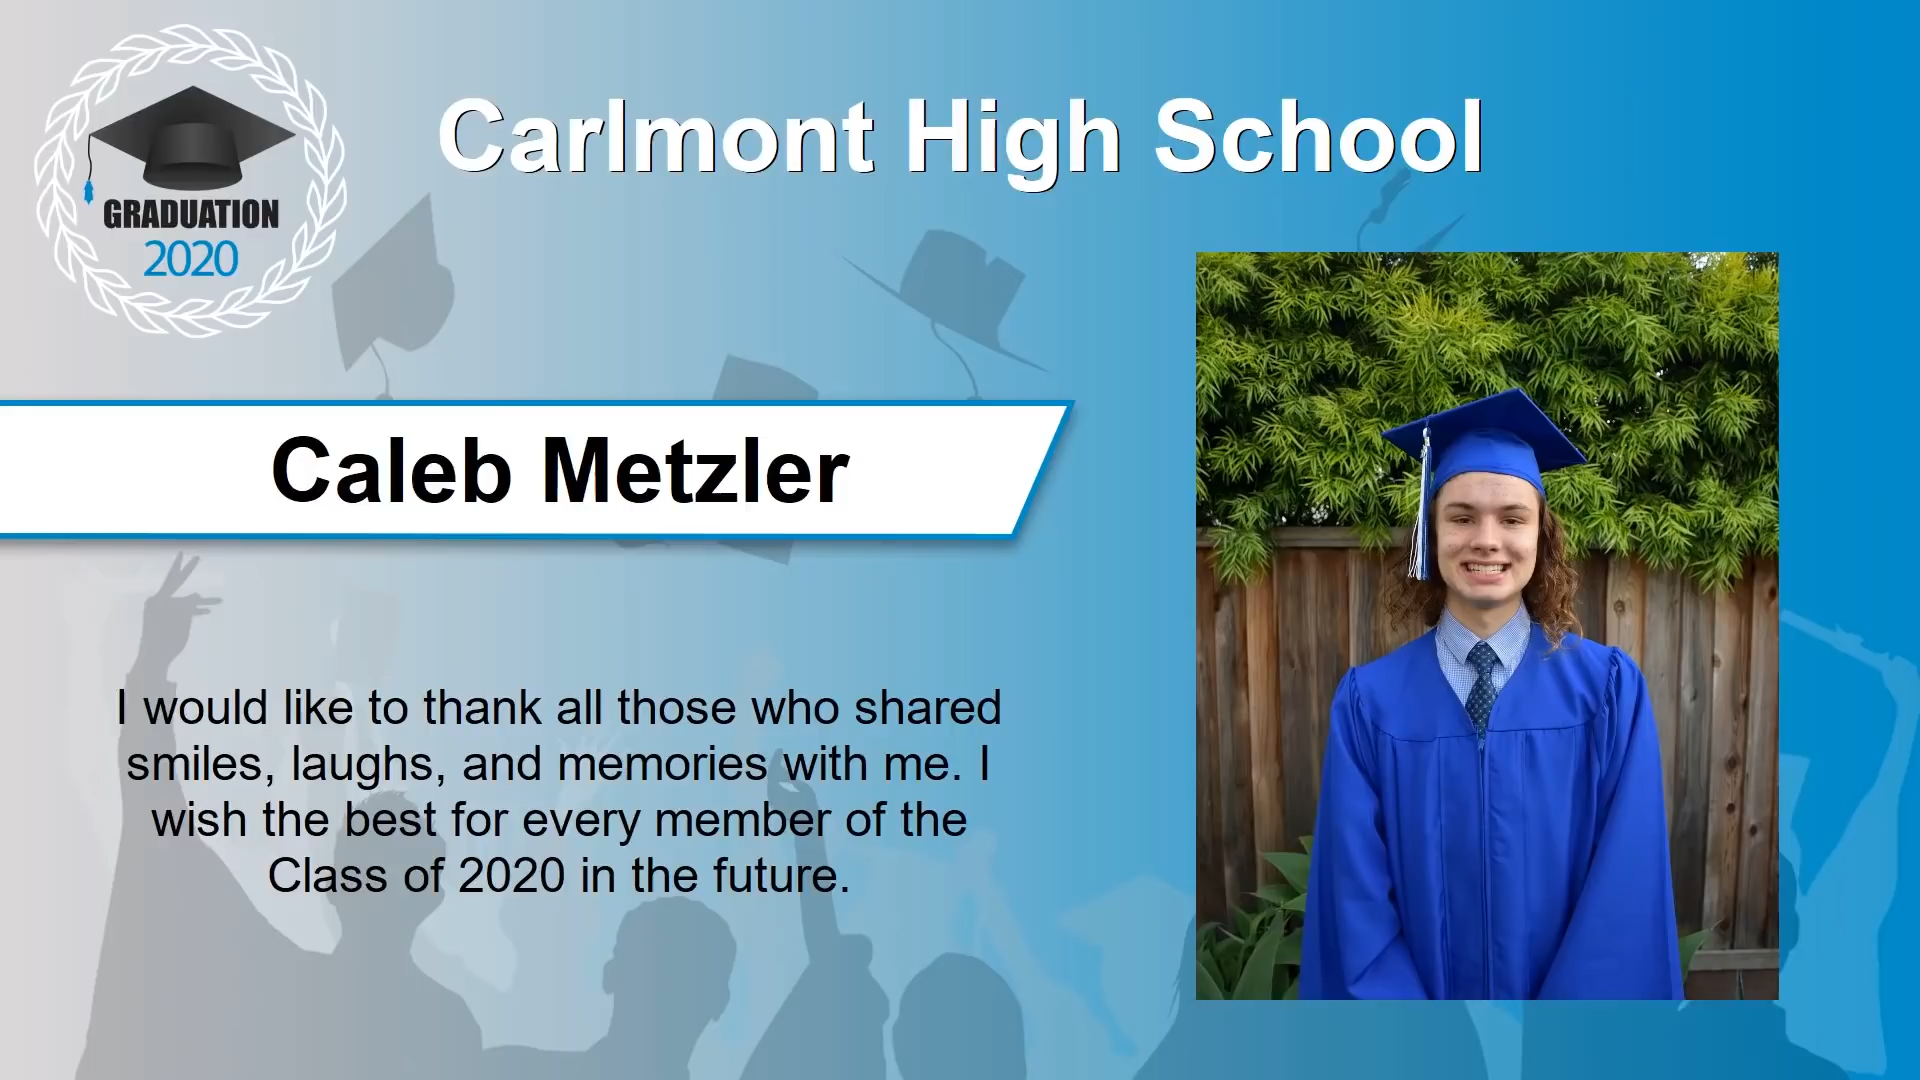 GRADUATION
2020
Carlmont High School
Caleb Metzler
I would like to thank all those who shared
smiles, laughs, and memories with me. I
wish the best for every member of the
Class of 2020 in the future.